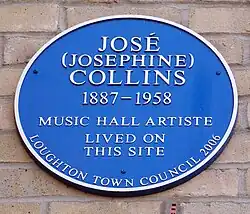 JOSÉ
(JOSEPHINE)
COLLINS
1887–1958
MUSIC HALL ARTISTE
LIVED ON
THIS SITE
LOUGHTON TOWN COUNCIL 2006